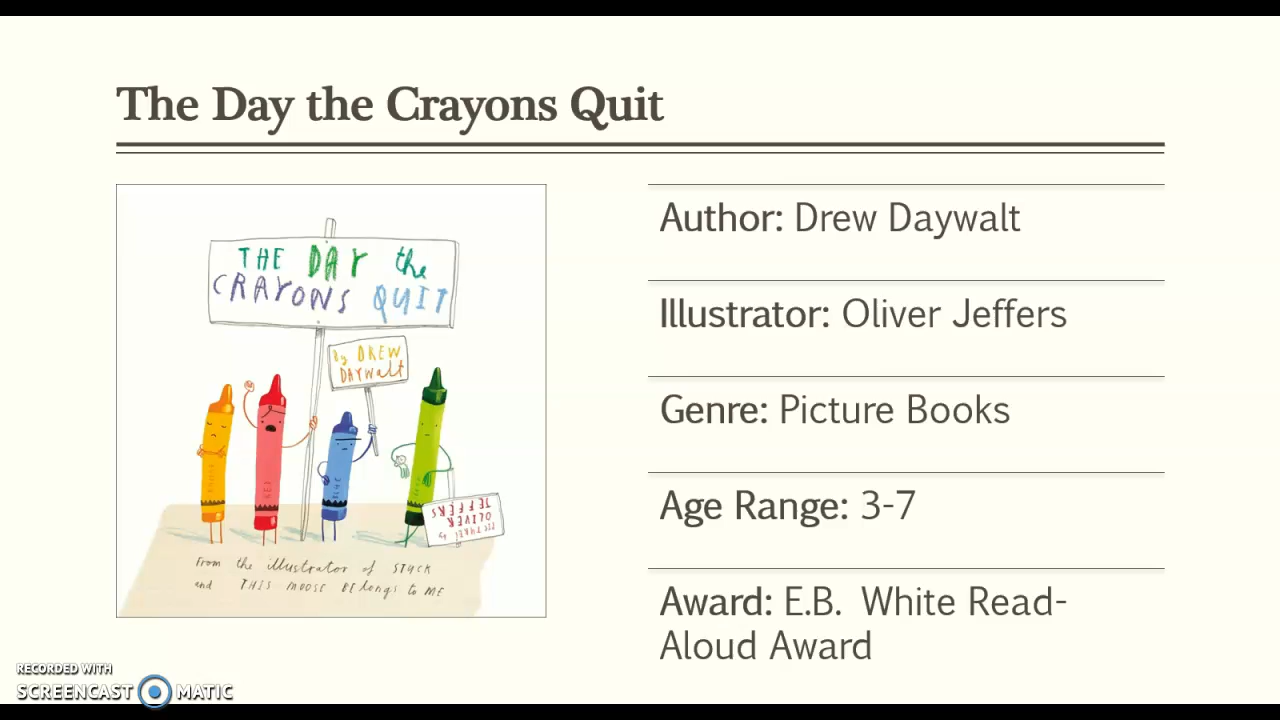 The Day the Crayons Quit
THE DAY the
CRAYONS QUIT
By DREW
DAYWALT
PICTURES by
OLIVER
JEFFERS
From the illustrator of STUCK
and THIS MOOSE BElongs to ME
Author: Drew Daywalt
Illustrator: Oliver Jeffers
Genre: Picture Books
Age Range: 3-7
Award: E.B. White Read-
Aloud Award
RECORDED WITH
SCREENCAST MATIC